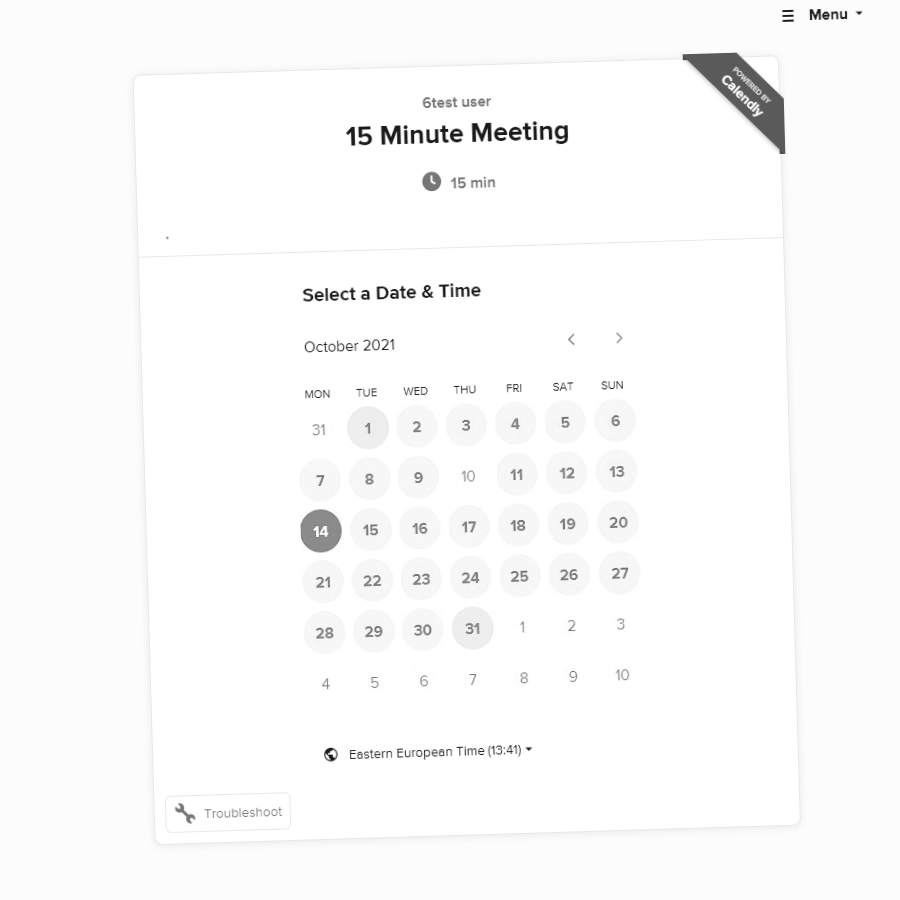 Menu
POWERED BY
Calendly
6test user
15 Minute Meeting
15 min
.
Select a Date & Time
October 2021
MON TUE WED THU FRI SAT SUN
31 1 2 3 4 5 6
7 8 9 10 11 12 13
14 15 16 17 18 19 20
21 22 23 24 25 26 27
28 29 30 31 1 2 3
4 5 6 7 8 9 10
Eastern European Time (13:41)
Troubleshoot